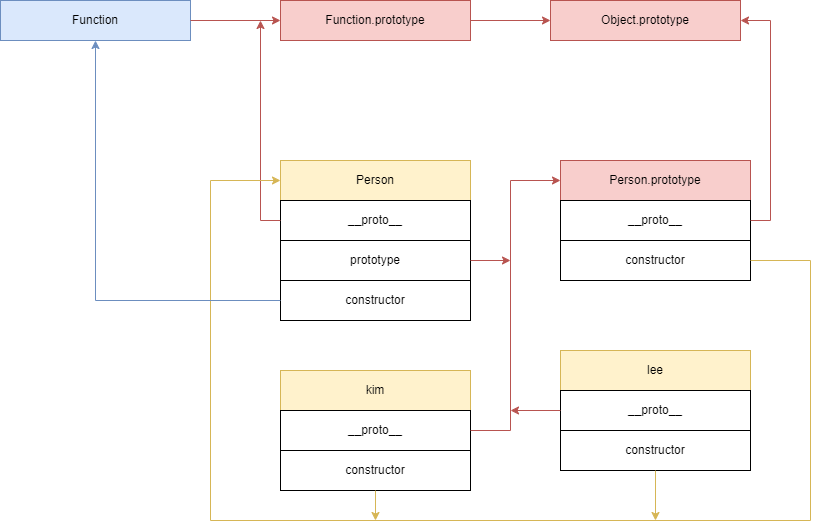 Function
Function.prototype
Object.prototype
Person
__proto__
prototype
constructor
Person.prototype
__proto__
constructor
kim
__proto__
constructor
lee
__proto__
constructor